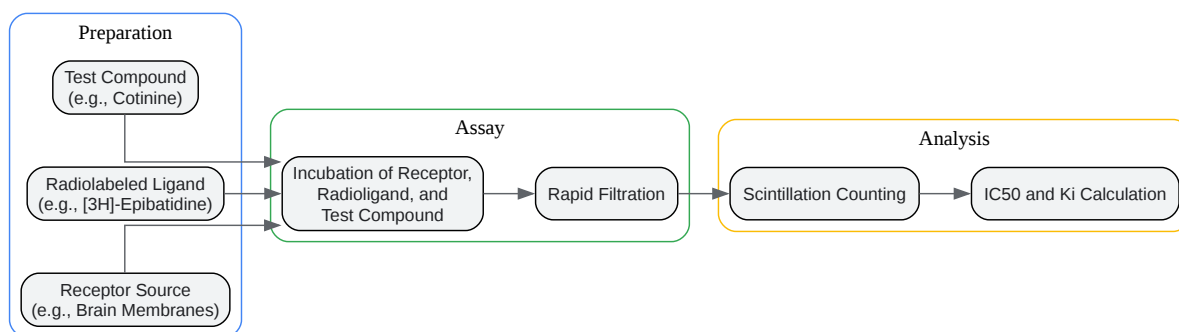 Preparation
Test Compound
(e.g., Cotinine)
Radiolabeled Ligand
(e.g., [3H]-Epibatidine)
Receptor Source
(e.g., Brain Membranes)
Assay
Incubation of Receptor,
Radioligand, and
Test Compound
Rapid Filtration
Analysis
Scintillation Counting
IC50 and Ki Calculation